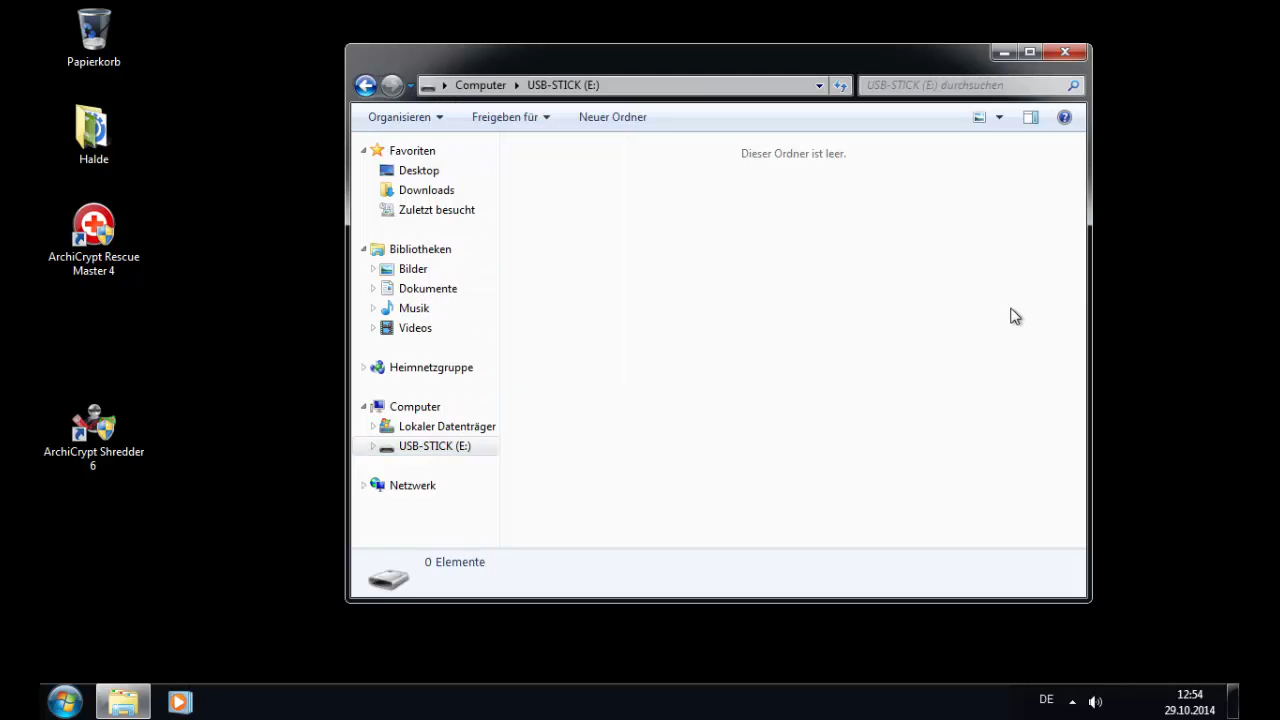 Papierkorb
Halde
ArchiCrypt Rescue
Master 4
ArchiCrypt Shredder
6
Computer
USB-STICK (E:)
USB-STICK (E:) durchsuchen
Organisieren
Freigeben für
Neuer Ordner
Favoriten
Desktop
Downloads
Zuletzt besucht
Bibliotheken
Bilder
Dokumente
Musik
Videos
Heimnetzgruppe
Computer
Lokaler Datenträger
USB-STICK (E:)
Netzwerk
Dieser Ordner ist leer.
0 Elemente
DE
12:54
29.10.2014